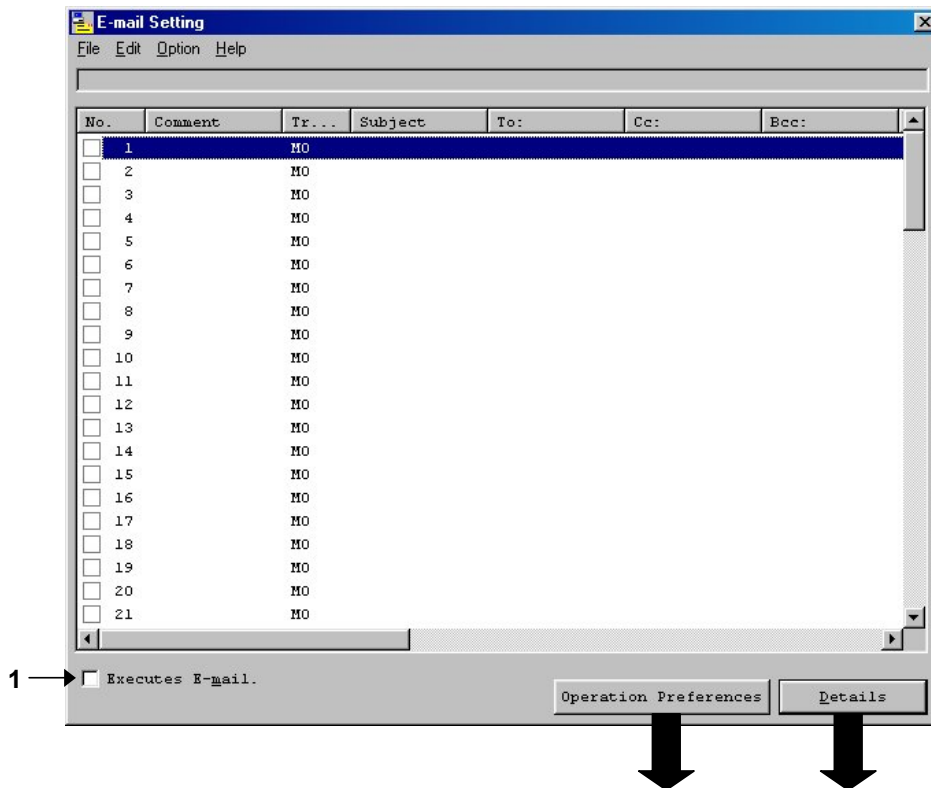 E-mail Setting
File Edit Option Help
No. Comment Tr... Subject To: Cc: Bcc:
1 M0
2 M0
3 M0
4 M0
5 M0
6 M0
7 M0
8 M0
9 M0
10 M0
11 M0
12 M0
13 M0
14 M0
15 M0
16 M0
17 M0
18 M0
19 M0
20 M0
21 M0
1 Executes E-mail.
Operation Preferences Details